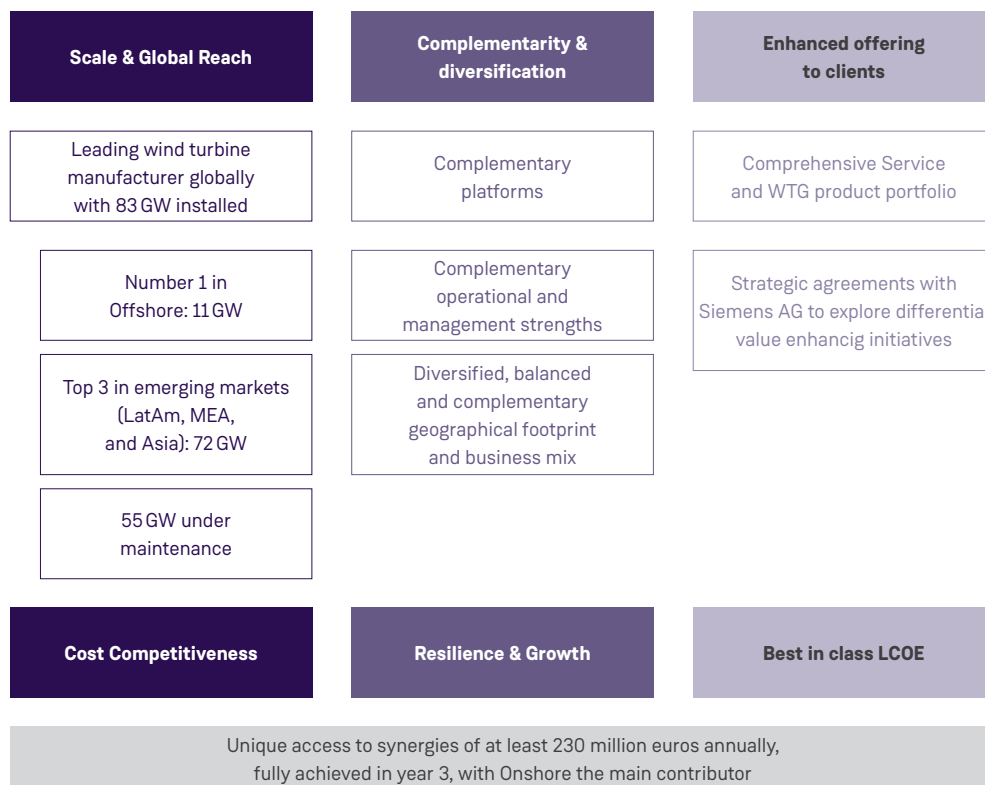 Scale & Global Reach
Leading wind turbine
manufacturer globally
with 83 GW installed
Number 1 in
Offshore: 11 GW
Top 3 in emerging markets
(LatAm, MEA,
and Asia): 72 GW
55 GW under
maintenance
Cost Competitiveness
Complementarity &
diversification
Complementary
platforms
Complementary
operational and
management strengths
Diversified, balanced
and complementary
geographical footprint
and business mix
Resilience & Growth
Enhanced offering
to clients
Comprehensive Service
and WTG product portfolio
Strategic agreements with
Siemens AG to explore differentia
value enhancig initiatives
Best in class LCOE
Unique access to synergies of at least 230 million euros annually,
fully achieved in year 3, with Onshore the main contributor